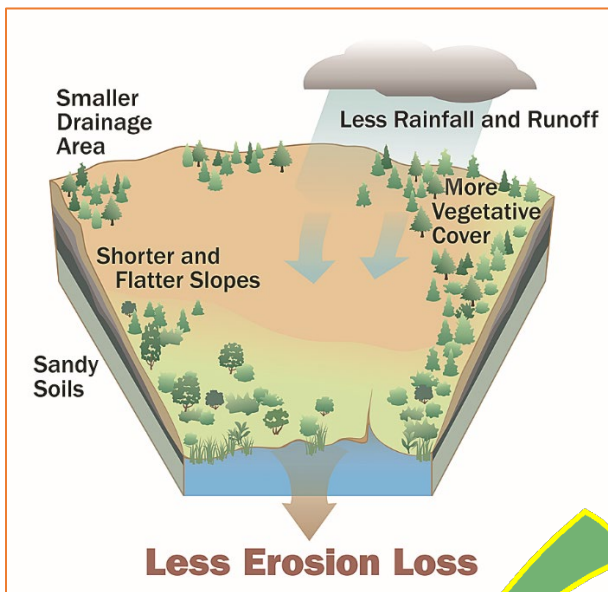 Smaller
Drainage
Area
Less Rainfall and Runoff
More
Vegetative
Cover
Shorter and
Flatter Slopes
Sandy
Soils
Less Erosion Loss